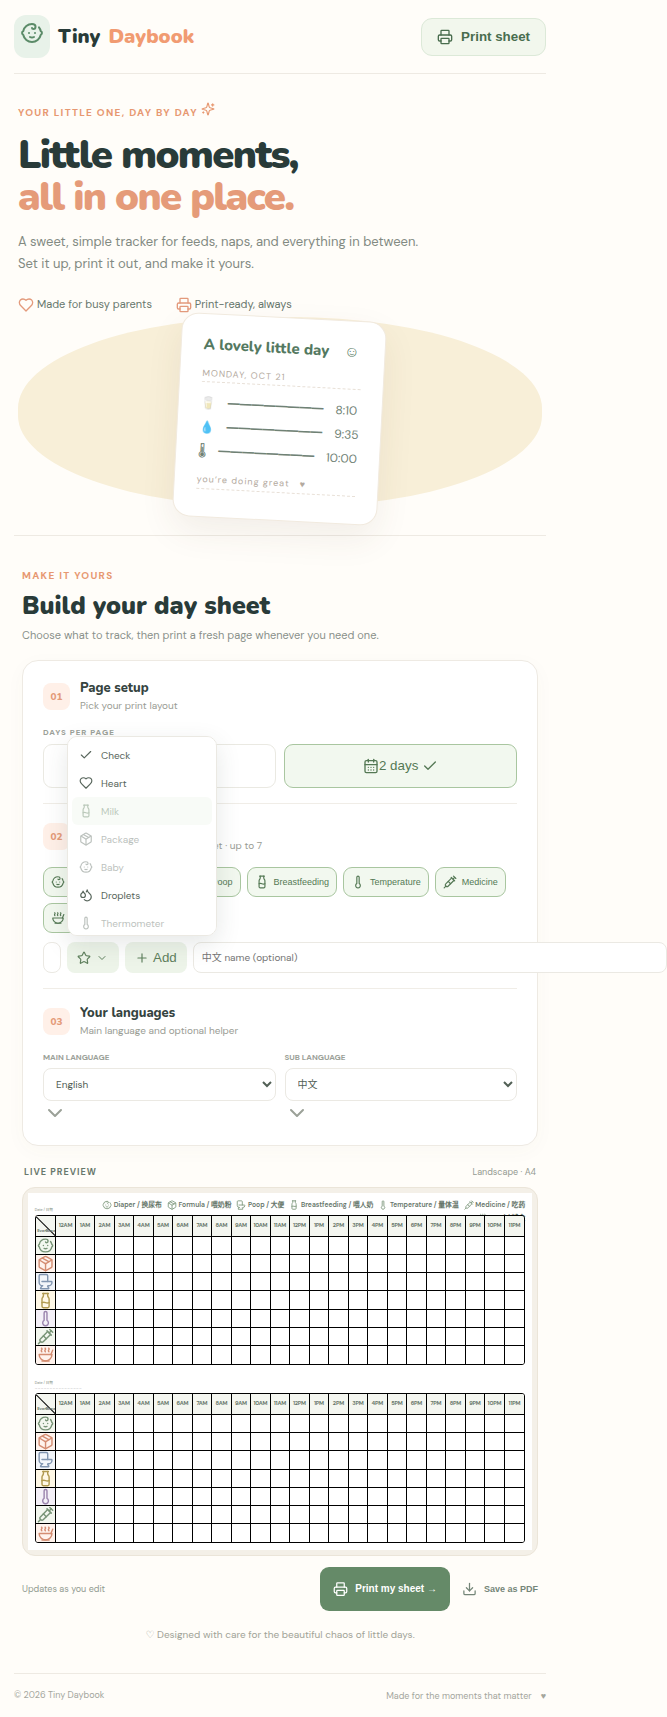 Tiny Daybook
Print sheet
YOUR LITTLE ONE, DAY BY DAY
Little moments,
all in one place.
A sweet, simple tracker for feeds, naps, and everything in between.
Set it up, print it out, and make it yours.
Made for busy parents
Print-ready, always
A lovely little day
MONDAY, OCT 21
8:10
9:35
10:00
you're doing great ♥
MAKE IT YOURS
Build your day sheet
Choose what to track, then print a fresh page whenever you need one.
01
Page setup
Pick your print layout
DAYS PER PAGE
2 days
Check
Heart
Milk
Package
Baby
Droplets
Thermometer
02
et · up to 7
oop
Breastfeeding
Temperature
Medicine
Add
中文 name (optional)
03
Your languages
Main language and optional helper
MAIN LANGUAGE
SUB LANGUAGE
English
中文
LIVE PREVIEW
Landscape · A4
Diaper / 换尿布 Formula / 喂奶粉 Poop / 大便 Breastfeeding / 喂人奶 Temperature / 量体温 Medicine / 吃药
12AM 1AM 2AM 3AM 4AM 5AM 6AM 7AM 8AM 9AM 10AM 11AM 12PM 1PM 2PM 3PM 4PM 5PM 6PM 7PM 8PM 9PM 10PM 11PM
12AM 1AM 2AM 3AM 4AM 5AM 6AM 7AM 8AM 9AM 10AM 11AM 12PM 1PM 2PM 3PM 4PM 5PM 6PM 7PM 8PM 9PM 10PM 11PM
Updates as you edit
Print my sheet →
Save as PDF
♡ Designed with care for the beautiful chaos of little days.
© 2026 Tiny Daybook
Made for the moments that matter ♥